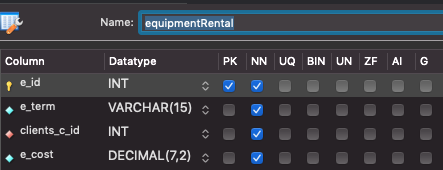 Name: equipmentRental
Column Datatype PK NN UQ BIN UN ZF AI G
e_id INT
e_term VARCHAR(15)
clients_c_id INT
e_cost DECIMAL(7,2)